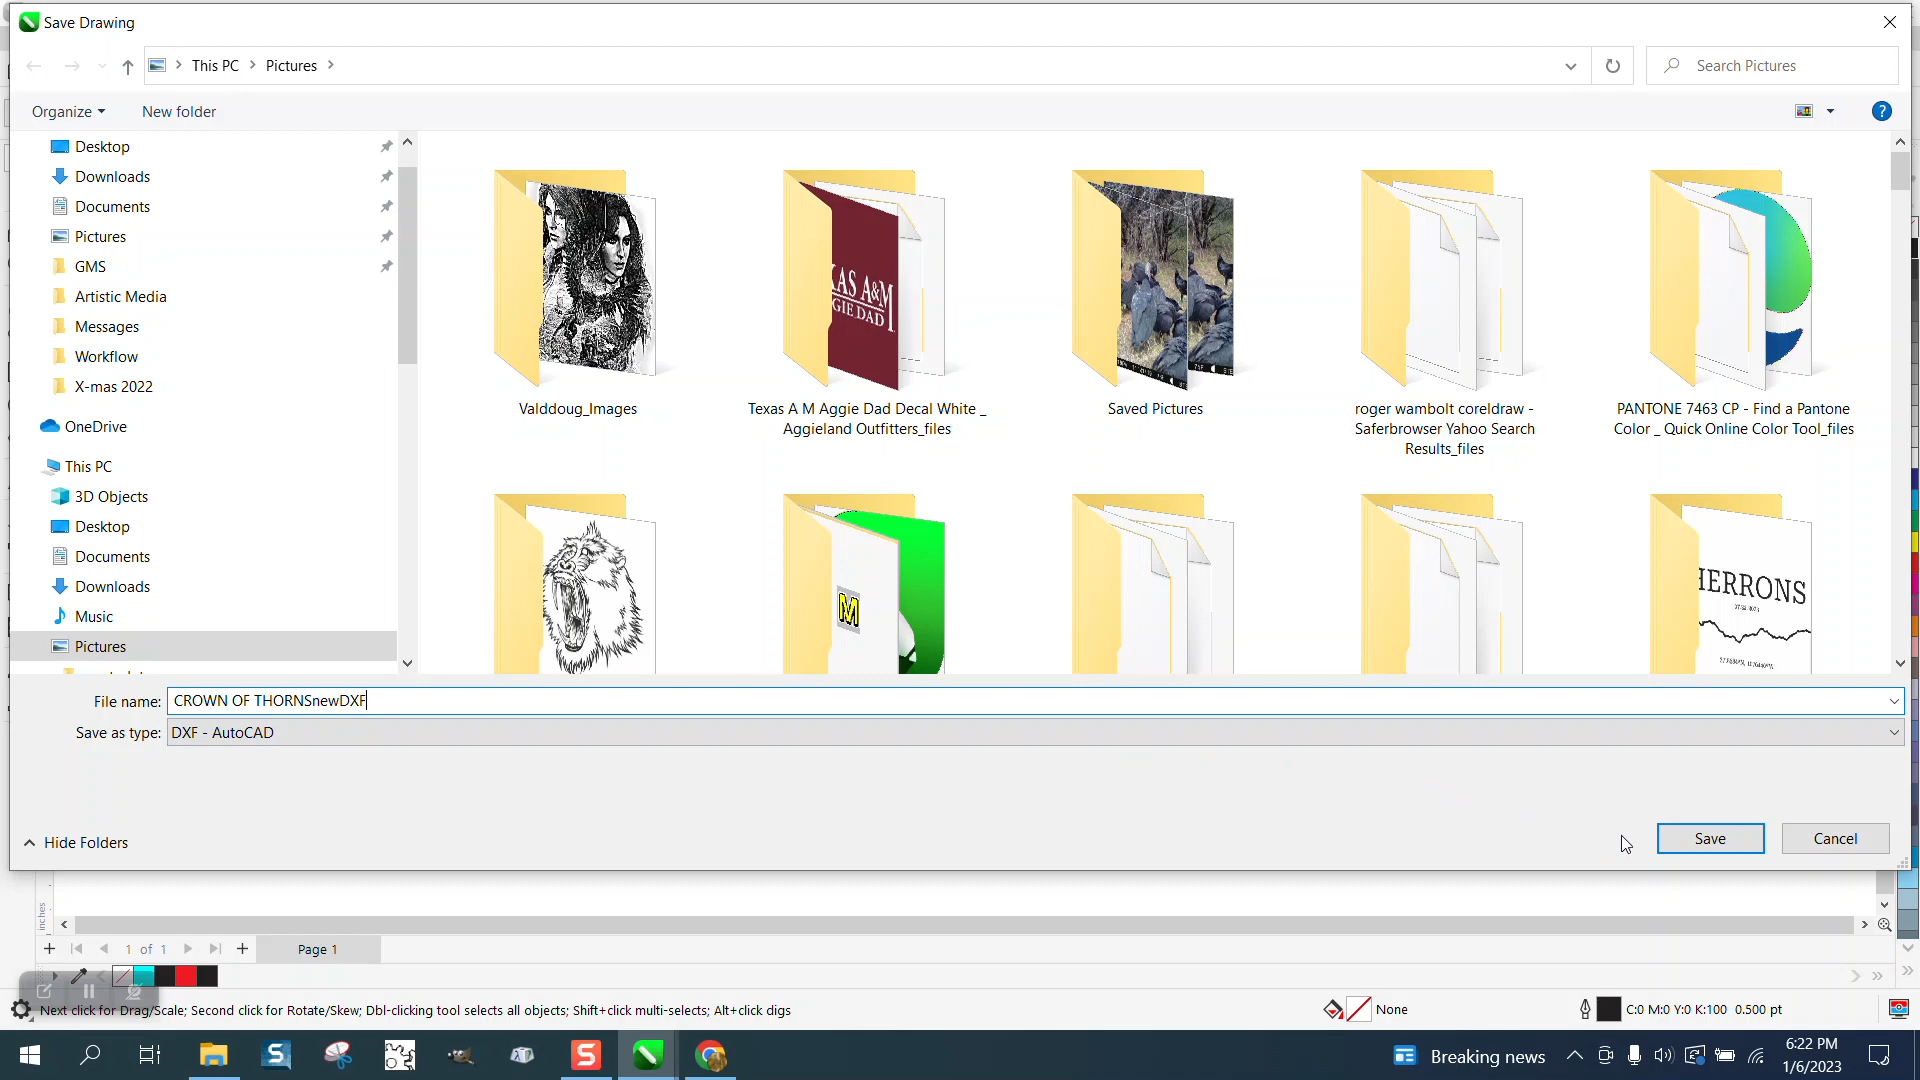 Save Drawing
This PC
Pictures
Search Pictures
Organize
New folder
?
Desktop
Downloads
Documents
Pictures
GMS
Artistic Media
Messages
Workflow
X-mas 2022
OneDrive
This PC
3D Objects
Desktop
Documents
Downloads
Music
Pictures
XAS A&M
GIE DAD
Valddoug_Images
Texas A M Aggie Dad Decal White _
Aggieland Outfitters_files
Saved Pictures
roger wambolt coreldraw -
Saferbrowser Yahoo Search
Results_files
PANTONE 7463 CP - Find a Pantone
Color _ Quick Online Color Tool_files
M
HERRONS
File name:
CROWN OF THORNSnewDXF
Save as type:
DXF - AutoCAD
Hide Folders
Save
Cancel
inches
1 of 1
Page 1
Next click for Drag/Scale; Second click for Rotate/Skew; Dbl-clicking tool selects all objects; Shift+click multi-selects; Alt+click digs
None
C:0 M:0 Y:0 K:100 0.500 pt
S
S
Breaking news
6:22 PM
1/6/2023